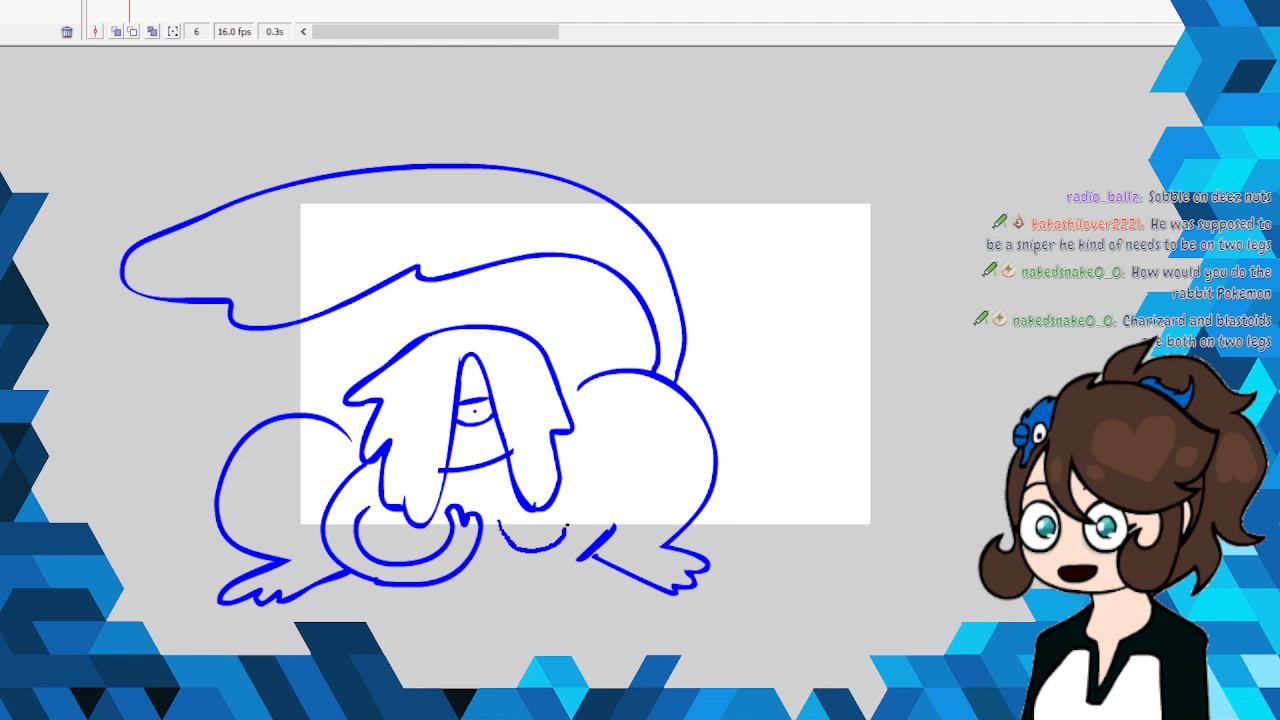 6 16.0 fps 0.3s
radio_ballz: Sobble on deez nuts
kakashilover2221: He was supposed to
be a sniper he kind of needs to be on two legs
nakedsnake0_0: How would you do the
rabbit Pokemon
nakedsnake0_0: Charizard and blastoids
are both on two legs